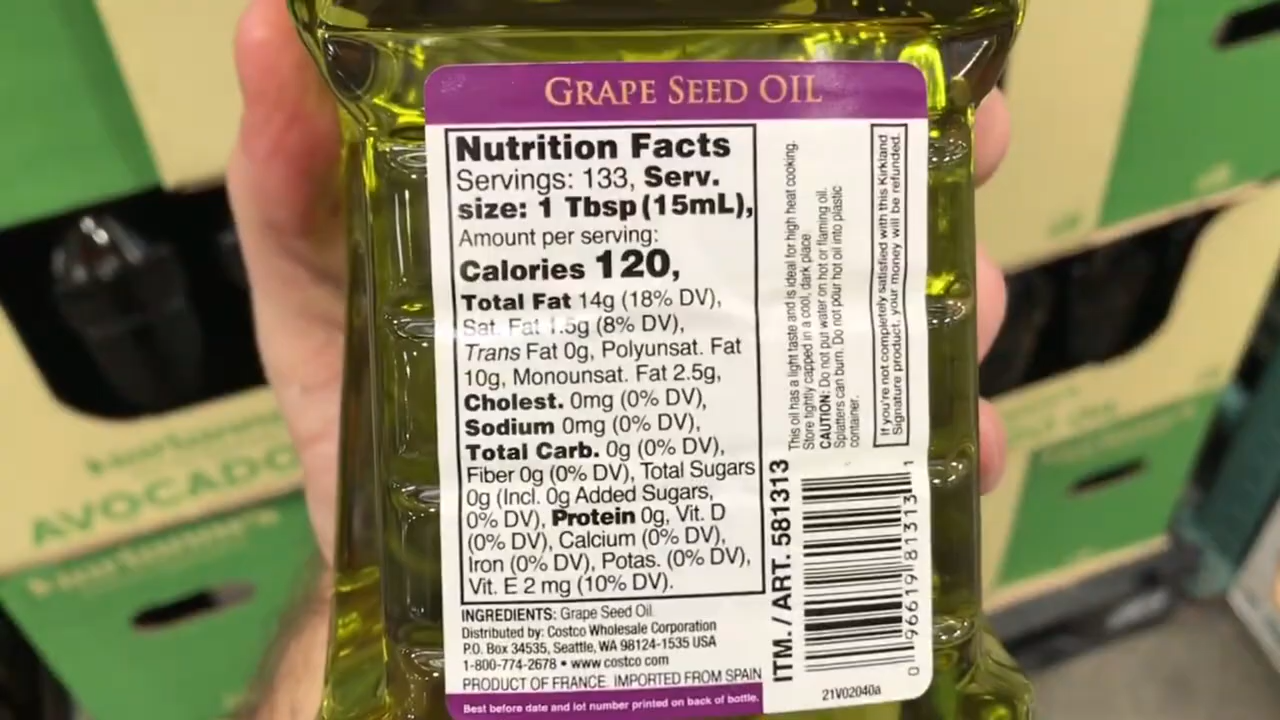 GRAPE SEED OIL
Nutrition Facts
Servings: 133, Serv.
size: 1 Tbsp (15mL),
Amount per serving:
Calories 120,
Total Fat 14g (18% DV),
Sat. Fat 1.5g (8% DV),
Trans Fat 0g, Polyunsat. Fat
10g, Monounsat. Fat 2.5g,
Cholest. 0mg (0% DV),
Sodium 0mg (0% DV),
Total Carb. 0g (0% DV),
Fiber 0g (0% DV), Total Sugars
0g (Incl. 0g Added Sugars,
0% DV), Protein 0g, Vit. D
(0% DV), Calcium (0% DV),
Iron (0% DV), Potas. (0% DV),
Vit. E 2 mg (10% DV).
INGREDIENTS: Grape Seed Oil.
Distributed by: Costco Wholesale Corporation
P.O. Box 34535, Seattle, WA 98124-1535 USA
1-800-774-2678 • www.costco.com
PRODUCT OF FRANCE. IMPORTED FROM SPAIN
Best before date and lot number printed on back of bottle.
This oil has a light taste and is ideal for high heat cooking.
Store tightly capped in a cool, dark place.
CAUTION: Do not put water on hot or flaming oil.
Splatters can burn. Do not pour hot oil into plastic
container.
If you're not completely satisfied with this Kirkland
Signature product, your money will be refunded.
ITM. / ART. 581313
0 96619 81313 1
21V02040a
AVOCADO